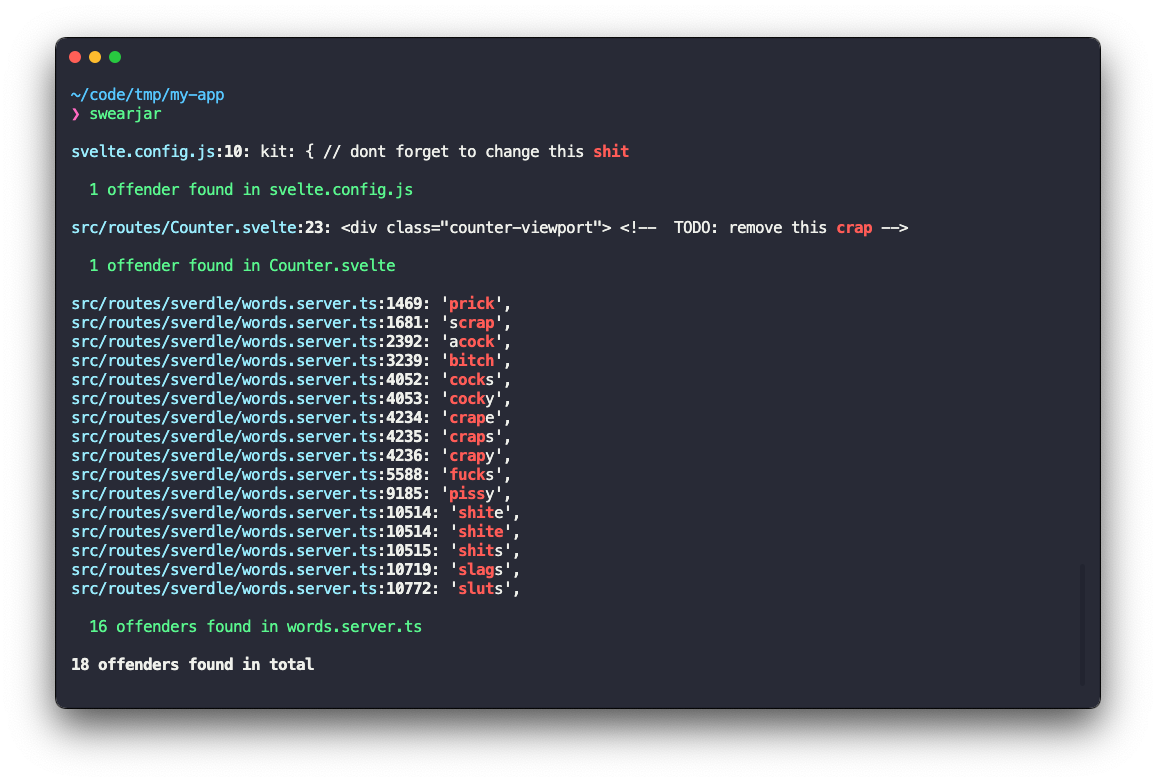 ~/code/tmp/my-app
❯ swearjar
svelte.config.js:10: kit: { // dont forget to change this shit
1 offender found in svelte.config.js
src/routes/Counter.svelte:23: <div class="counter-viewport"> <!--  TODO: remove this crap -->
1 offender found in Counter.svelte
src/routes/sverdle/words.server.ts:1469: 'prick',
src/routes/sverdle/words.server.ts:1681: 'scrap',
src/routes/sverdle/words.server.ts:2392: 'acock',
src/routes/sverdle/words.server.ts:3239: 'bitch',
src/routes/sverdle/words.server.ts:4052: 'cocks',
src/routes/sverdle/words.server.ts:4053: 'cocky',
src/routes/sverdle/words.server.ts:4234: 'crape',
src/routes/sverdle/words.server.ts:4235: 'craps',
src/routes/sverdle/words.server.ts:4236: 'crapy',
src/routes/sverdle/words.server.ts:5588: 'fucks',
src/routes/sverdle/words.server.ts:9185: 'pissy',
src/routes/sverdle/words.server.ts:10514: 'shite',
src/routes/sverdle/words.server.ts:10514: 'shite',
src/routes/sverdle/words.server.ts:10515: 'shits',
src/routes/sverdle/words.server.ts:10719: 'slags',
src/routes/sverdle/words.server.ts:10772: 'sluts',
16 offenders found in words.server.ts
18 offenders found in total